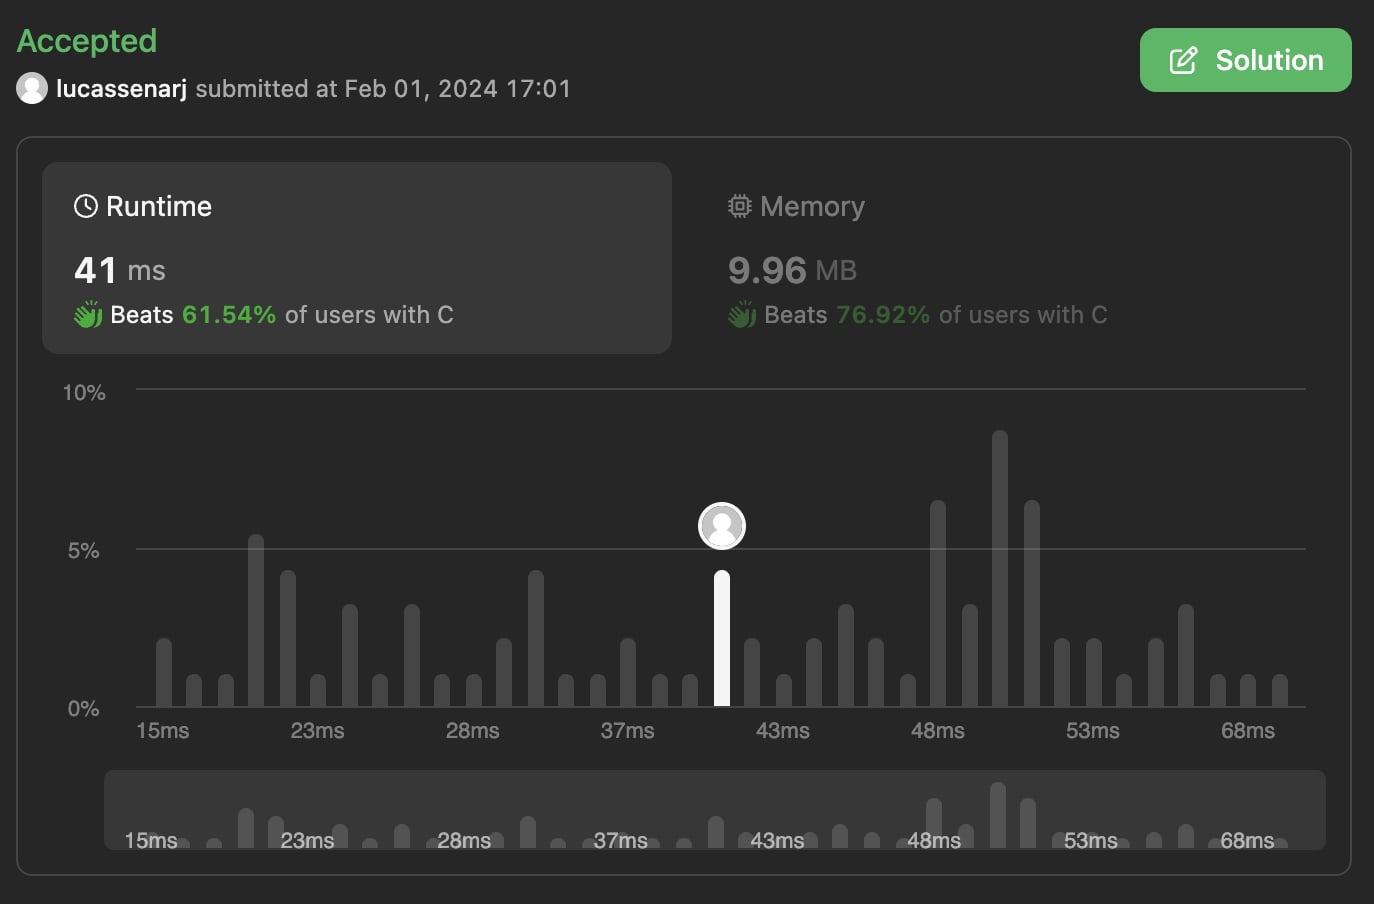 Accepted
Solution
lucassenarj submitted at Feb 01, 2024 17:01
Runtime
41 ms
Beats 61.54% of users with C
Memory
9.96 MB
Beats 76.92% of users with C
10%
5%
0%
15ms 23ms 28ms 37ms 43ms 48ms 53ms 68ms
15ms 23ms 28ms 37ms 43ms 48ms 53ms 68ms